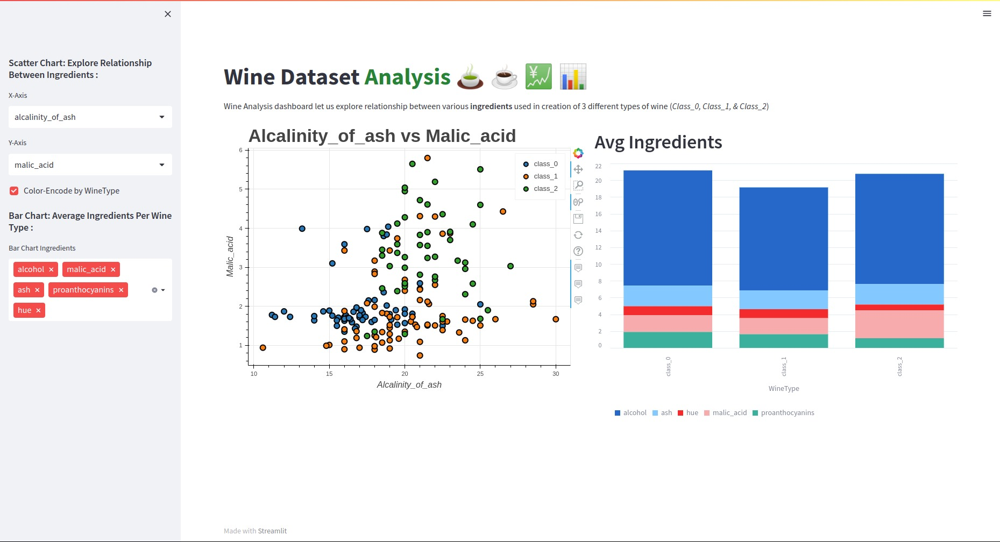 Scatter Chart: Explore Relationship
Between Ingredients :
X-Axis
alcalinity_of_ash
Y-Axis
malic_acid
Color-Encode by WineType
Bar Chart: Average Ingredients Per Wine
Type :
Bar Chart Ingredients
alcohol × malic_acid ×
ash × proanthocyanins ×
hue ×
Wine Dataset Analysis
Wine Analysis dashboard let us explore relationship between various ingredients used in creation of 3 different types of wine (Class_0, Class_1, & Class_2)
Alcalinity_of_ash vs Malic_acid
6
5
4
3
2
1
Malic_acid
class_0
class_1
class_2
10 15 20 25 30
Alcalinity_of_ash
Avg Ingredients
22
20
18
16
14
12
10
8
6
4
2
0
class_0 class_1 class_2
WineType
alcohol ash hue malic_acid proanthocyanins
Made with Streamlit